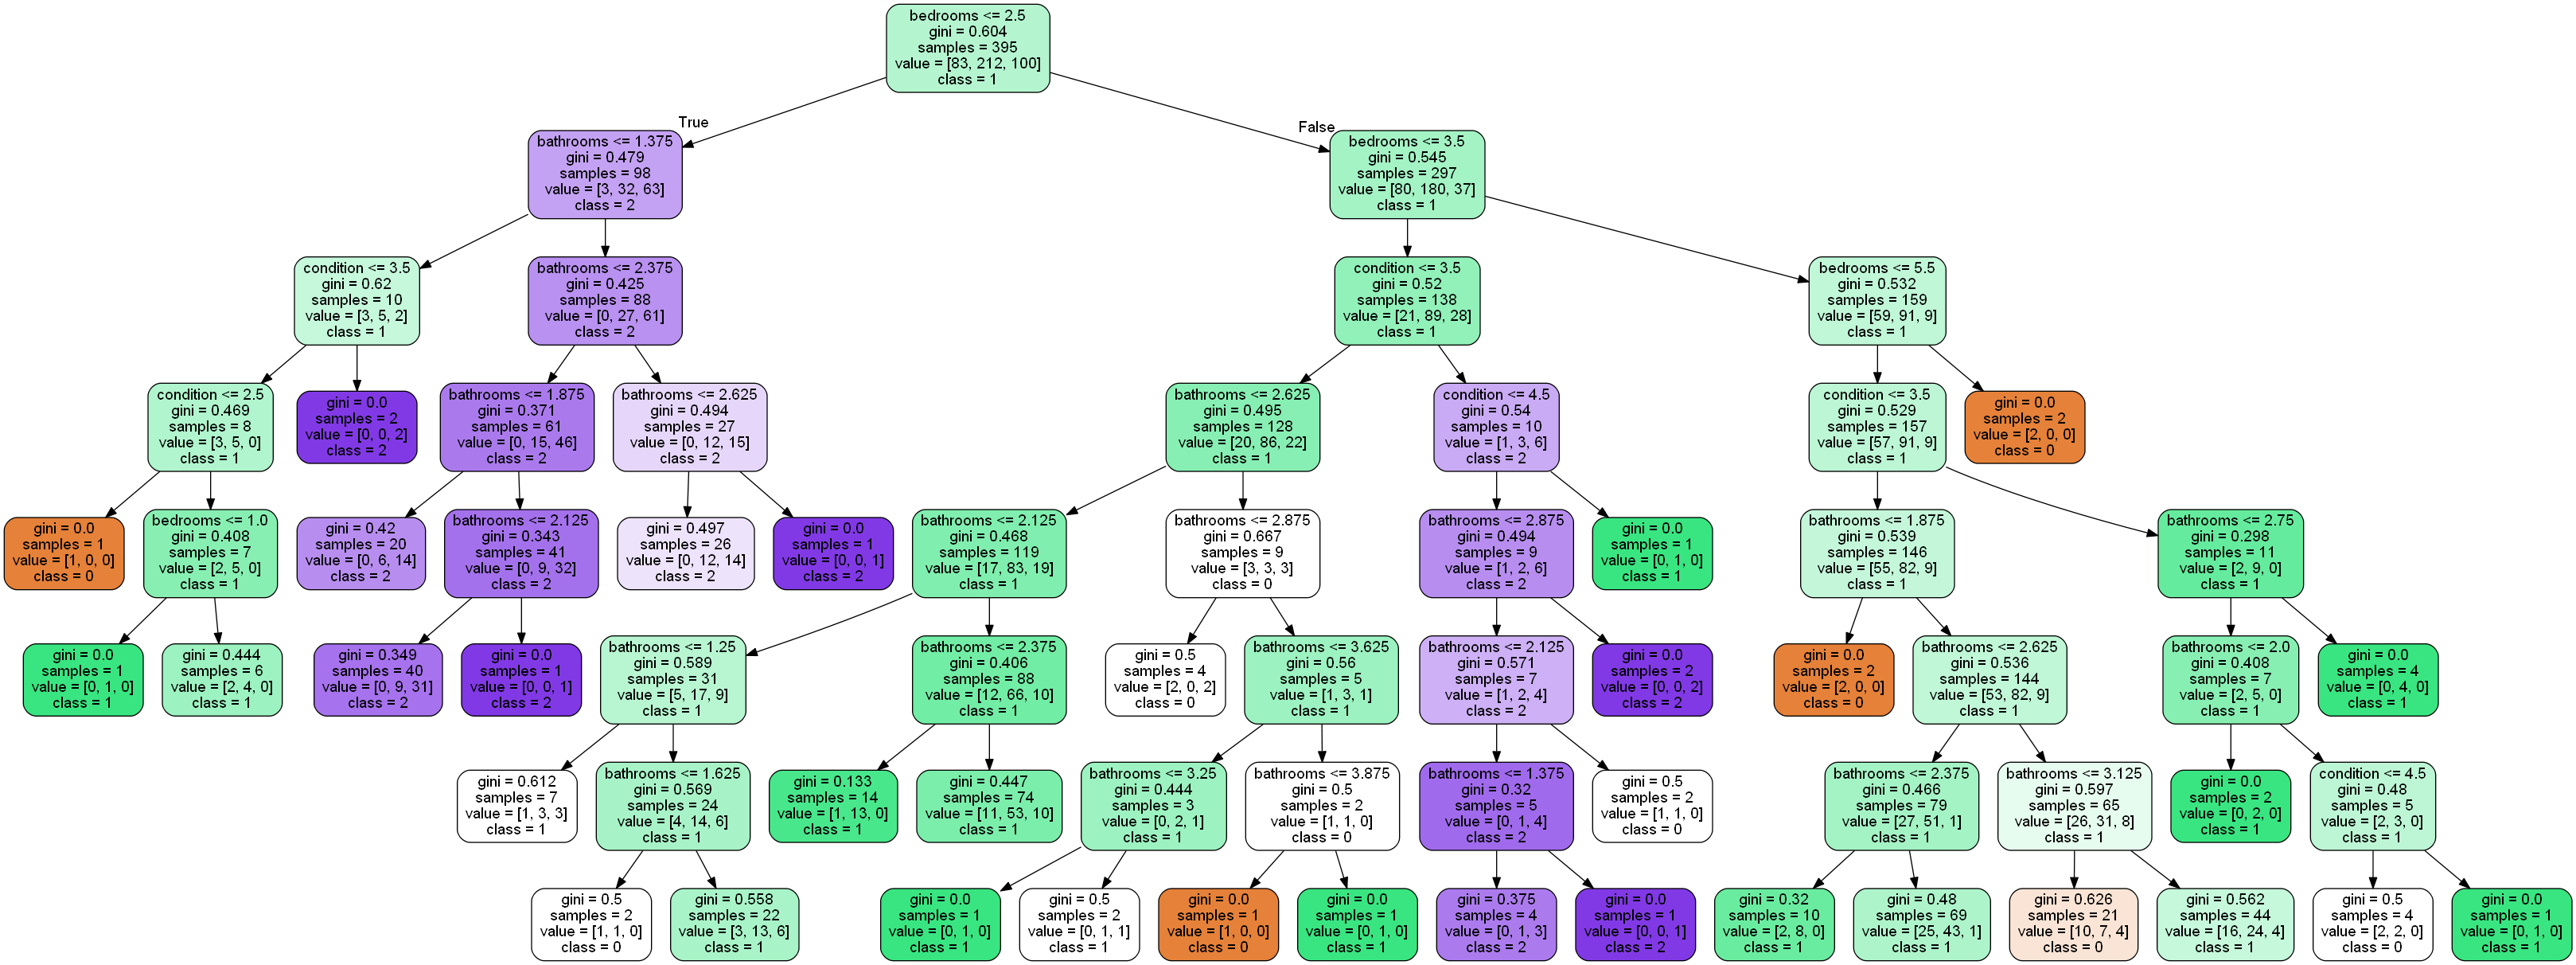 bedrooms <= 2.5
gini = 0.604
samples = 395
value = [83, 212, 100]
class = 1
True
False
bathrooms <= 1.375
gini = 0.479
samples = 98
value = [3, 32, 63]
class = 2
bedrooms <= 3.5
gini = 0.545
samples = 297
value = [80, 180, 37]
class = 1
condition <= 3.5
gini = 0.62
samples = 10
value = [3, 5, 2]
class = 1
bathrooms <= 2.375
gini = 0.425
samples = 88
value = [0, 27, 61]
class = 2
condition <= 3.5
gini = 0.52
samples = 138
value = [21, 89, 28]
class = 1
bedrooms <= 5.5
gini = 0.532
samples = 159
value = [59, 91, 9]
class = 1
condition <= 2.5
gini = 0.469
samples = 8
value = [3, 5, 0]
class = 1
gini = 0.0
samples = 2
value = [0, 0, 2]
class = 2
bathrooms <= 1.875
gini = 0.371
samples = 61
value = [0, 15, 46]
class = 2
bathrooms <= 2.625
gini = 0.494
samples = 27
value = [0, 12, 15]
class = 2
bathrooms <= 2.625
gini = 0.495
samples = 128
value = [20, 86, 22]
class = 1
condition <= 4.5
gini = 0.54
samples = 10
value = [1, 3, 6]
class = 2
condition <= 3.5
gini = 0.529
samples = 157
value = [57, 91, 9]
class = 1
gini = 0.0
samples = 2
value = [2, 0, 0]
class = 0
gini = 0.0
samples = 1
value = [1, 0, 0]
class = 0
bedrooms <= 1.0
gini = 0.408
samples = 7
value = [2, 5, 0]
class = 1
gini = 0.42
samples = 20
value = [0, 6, 14]
class = 2
bathrooms <= 2.125
gini = 0.343
samples = 41
value = [0, 9, 32]
class = 2
gini = 0.497
samples = 26
value = [0, 12, 14]
class = 2
gini = 0.0
samples = 1
value = [0, 0, 1]
class = 2
bathrooms <= 2.125
gini = 0.468
samples = 119
value = [17, 83, 19]
class = 1
bathrooms <= 2.875
gini = 0.667
samples = 9
value = [3, 3, 3]
class = 0
bathrooms <= 2.875
gini = 0.494
samples = 9
value = [1, 2, 6]
class = 2
gini = 0.0
samples = 1
value = [0, 1, 0]
class = 1
bathrooms <= 1.875
gini = 0.539
samples = 146
value = [55, 82, 9]
class = 1
bathrooms <= 2.75
gini = 0.298
samples = 11
value = [2, 9, 0]
class = 1
gini = 0.0
samples = 1
value = [0, 1, 0]
class = 1
gini = 0.444
samples = 6
value = [2, 4, 0]
class = 1
gini = 0.349
samples = 40
value = [0, 9, 31]
class = 2
gini = 0.0
samples = 1
value = [0, 0, 1]
class = 2
bathrooms <= 1.25
gini = 0.589
samples = 31
value = [5, 17, 9]
class = 1
bathrooms <= 2.375
gini = 0.406
samples = 88
value = [12, 66, 10]
class = 1
gini = 0.5
samples = 4
value = [2, 0, 2]
class = 0
bathrooms <= 3.625
gini = 0.56
samples = 5
value = [1, 3, 1]
class = 1
bathrooms <= 2.125
gini = 0.571
samples = 7
value = [1, 2, 4]
class = 2
gini = 0.0
samples = 2
value = [0, 0, 2]
class = 2
gini = 0.0
samples = 2
value = [2, 0, 0]
class = 0
bathrooms <= 2.625
gini = 0.536
samples = 144
value = [53, 82, 9]
class = 1
bathrooms <= 2.0
gini = 0.408
samples = 7
value = [2, 5, 0]
class = 1
gini = 0.0
samples = 4
value = [0, 4, 0]
class = 1
gini = 0.612
samples = 7
value = [1, 3, 3]
class = 1
bathrooms <= 1.625
gini = 0.569
samples = 24
value = [4, 14, 6]
class = 1
gini = 0.133
samples = 14
value = [1, 13, 0]
class = 1
gini = 0.447
samples = 74
value = [11, 53, 10]
class = 1
bathrooms <= 3.25
gini = 0.444
samples = 3
value = [0, 2, 1]
class = 1
bathrooms <= 3.875
gini = 0.5
samples = 2
value = [1, 1, 0]
class = 0
bathrooms <= 1.375
gini = 0.32
samples = 5
value = [0, 1, 4]
class = 2
gini = 0.5
samples = 2
value = [1, 1, 0]
class = 0
bathrooms <= 2.375
gini = 0.466
samples = 79
value = [27, 51, 1]
class = 1
bathrooms <= 3.125
gini = 0.597
samples = 65
value = [26, 31, 8]
class = 1
gini = 0.0
samples = 2
value = [0, 2, 0]
class = 1
condition <= 4.5
gini = 0.48
samples = 5
value = [2, 3, 0]
class = 1
gini = 0.5
samples = 2
value = [1, 1, 0]
class = 0
gini = 0.558
samples = 22
value = [3, 13, 6]
class = 1
gini = 0.0
samples = 1
value = [0, 1, 0]
class = 1
gini = 0.5
samples = 2
value = [0, 1, 1]
class = 1
gini = 0.0
samples = 1
value = [1, 0, 0]
class = 0
gini = 0.0
samples = 1
value = [0, 1, 0]
class = 1
gini = 0.375
samples = 4
value = [0, 1, 3]
class = 2
gini = 0.0
samples = 1
value = [0, 0, 1]
class = 2
gini = 0.32
samples = 10
value = [2, 8, 0]
class = 1
gini = 0.48
samples = 69
value = [25, 43, 1]
class = 1
gini = 0.626
samples = 21
value = [10, 7, 4]
class = 0
gini = 0.562
samples = 44
value = [16, 24, 4]
class = 1
gini = 0.5
samples = 4
value = [2, 2, 0]
class = 0
gini = 0.0
samples = 1
value = [0, 1, 0]
class = 1